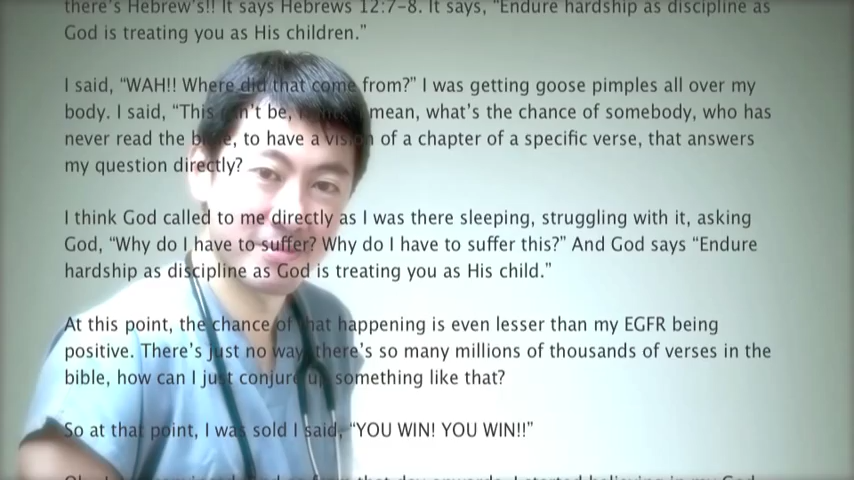 there's Hebrew's!! It says Hebrews 12:7-8. It says, "Endure hardship as discipline as
God is treating you as His children."
I said, “WAH!! Where did that come from?” I was getting goose pimples all over my
body. I said, “This can't be, mean, what's the chance of somebody, who has
never read the bible, to have a vision of a chapter of a specific verse, that answers
my question directly?
I think God called to me directly as I was there sleeping, struggling with it, asking
God, “Why do I have to suffer? Why do I have to suffer this?” And God says “Endure
hardship as discipline as God is treating you as His child.”
At this point, the chance of that happening is even lesser than my EGFR being
positive. There's just no way, there's so many millions of thousands of verses in the
bible, how can I just conjure up something like that?
So at that point, I was sold I said, “YOU WIN! YOU WIN!!”
that day onwards, I started believing in my God